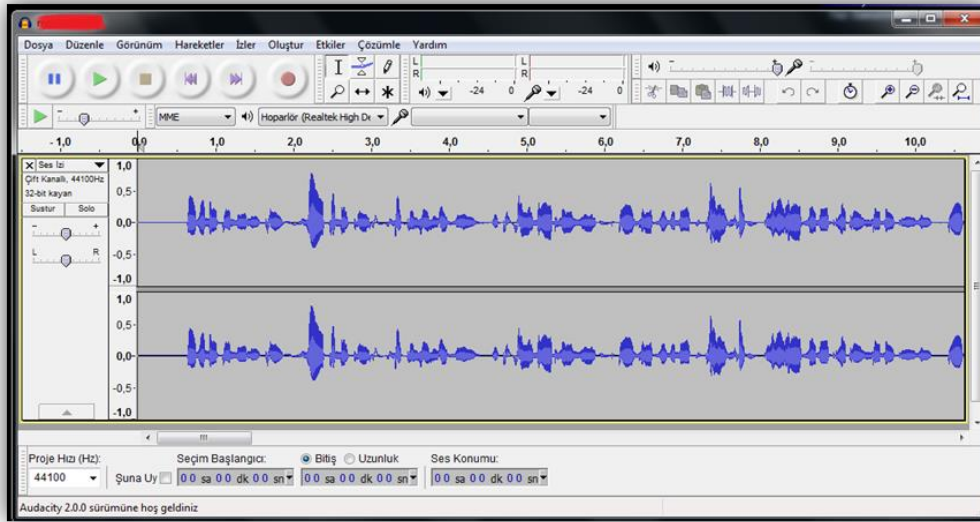 Dosya Düzenle Görünüm Hareketler İzler Oluştur Etkiler Çözümle Yardım
L
R
-24 0
L
R
-24 0
MME Hoparlör (Realtek High De
- 1,0 0,0 1,0 2,0 3,0 4,0 5,0 6,0 7,0 8,0 9,0 10,0
X Ses İzi
Çift Kanallı, 44100Hz
32-bit kayan
Sustur Solo
- +
L R
1,0
0,5-
0,0-
-0,5-
-1,0
1,0
0,5-
0,0-
-0,5-
-1,0
Proje Hızı (Hz): Seçim Başlangıcı: Bitiş Uzunluk Ses Konumu:
44100 Şuna Uy 00 sa 00 dk 00 sn 00 sa 00 dk 00 sn 00 sa 00 dk 00 sn
Audacity 2.0.0 sürümüne hoş geldiniz